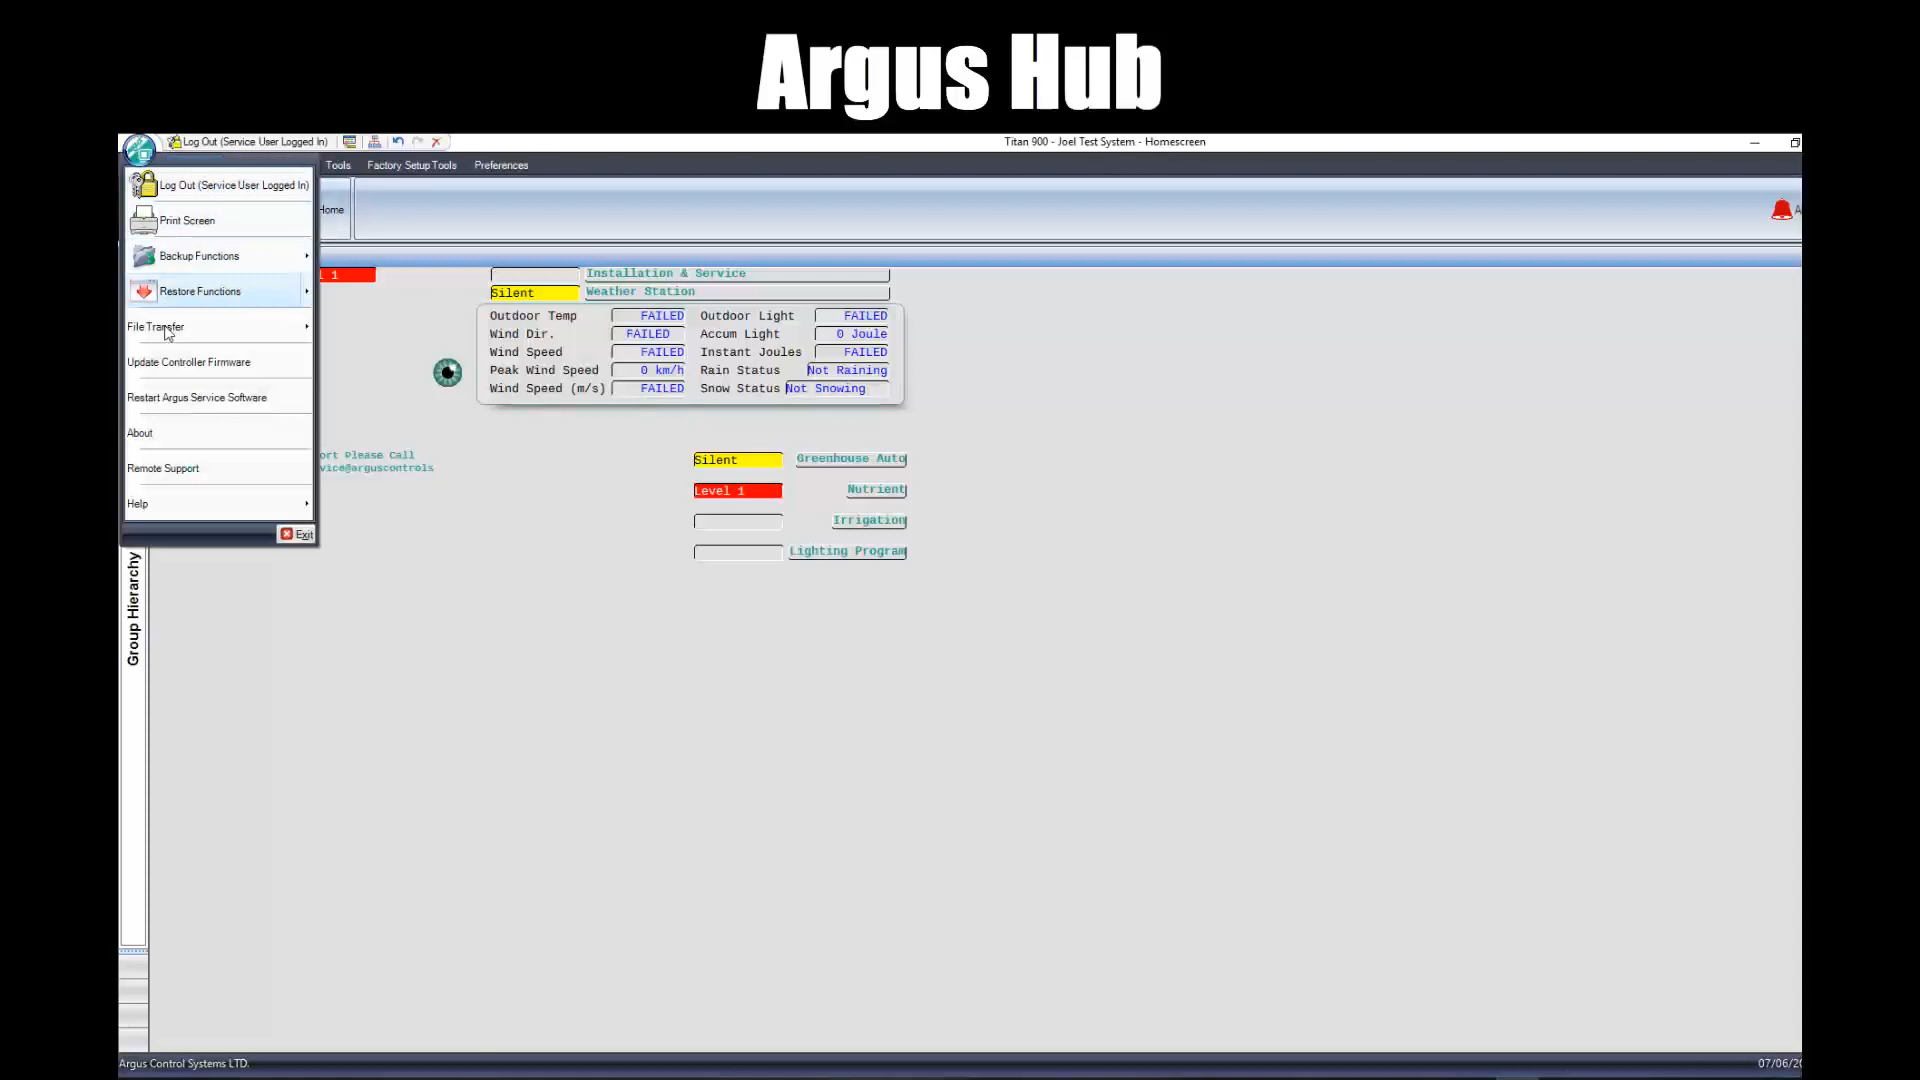 Argus Hub
Log Out (Service User Logged In)
Titan 900 - Joel Test System - Homescreen
Tools
Factory Setup Tools
Preferences
Log Out (Service User Logged In)
Print Screen
Backup Functions
Restore Functions
File Transfer
Update Controller Firmware
Restart Argus Service Software
About
Remote Support
Help
Exit
Home
1
Installation & Service
Silent
Weather Station
Outdoor Temp FAILED Outdoor Light FAILED
Wind Dir. FAILED Accum Light 0 Joule
Wind Speed FAILED Instant Joules FAILED
Peak Wind Speed 0 km/h Rain Status Not Raining
Wind Speed (m/s) FAILED Snow Status Not Snowing
ort Please Call
vice@arguscontrols
Silent Greenhouse Auto
Level 1 Nutrient
Irrigation
Lighting Program
Group Hierarchy
Argus Control Systems LTD.
07/06/20